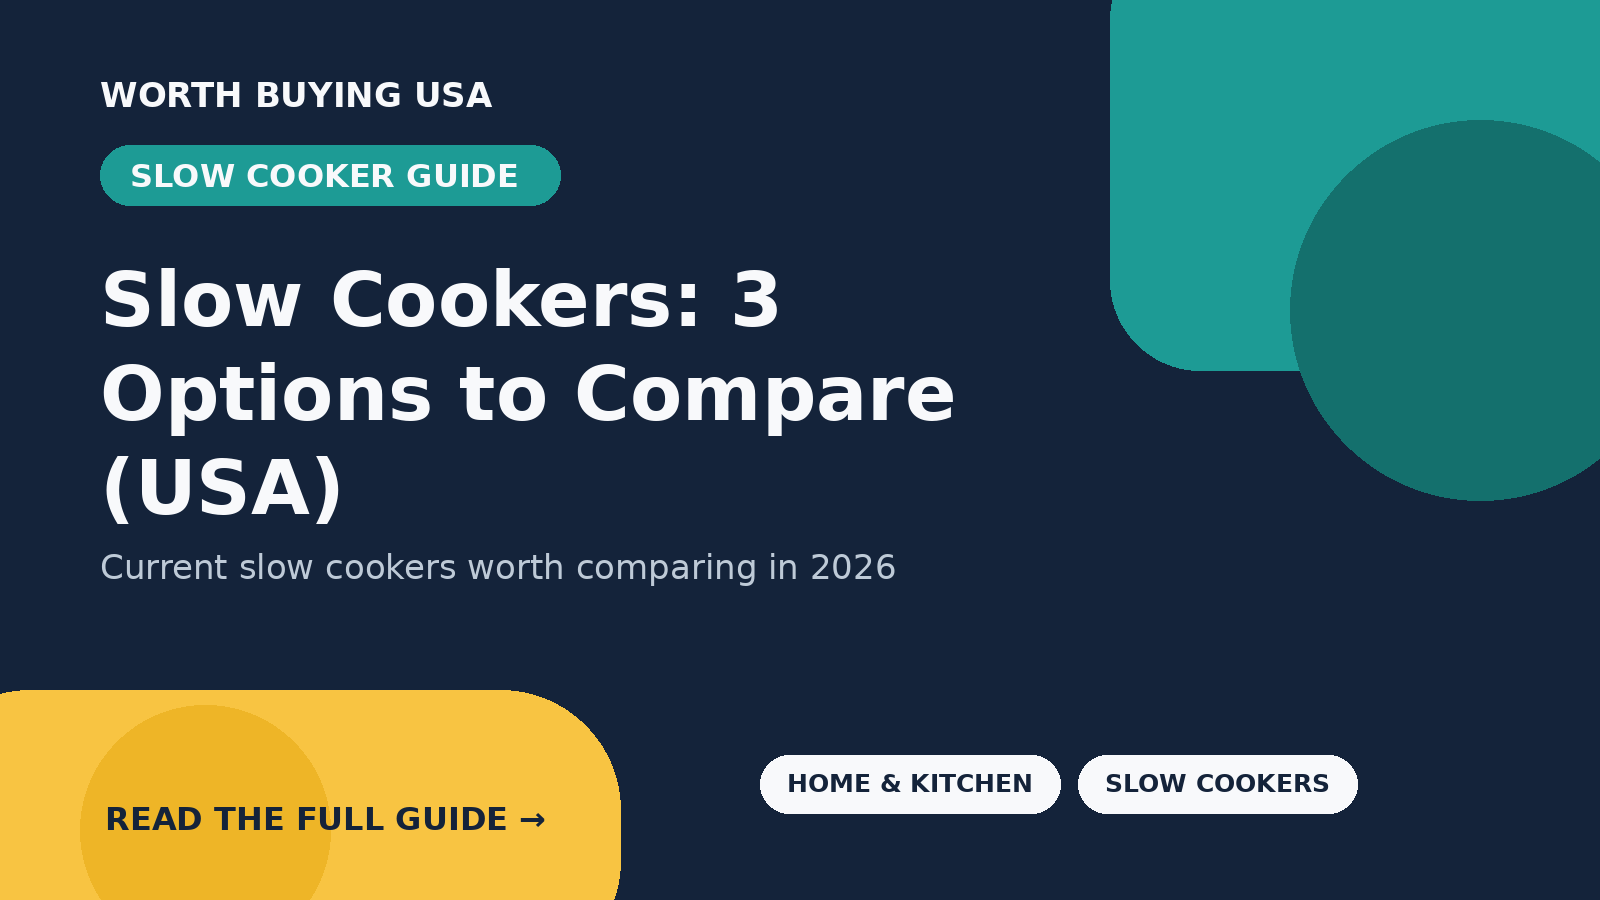 WORTH BUYING USA
SLOW COOKER GUIDE
Slow Cookers: 3
Options to Compare
(USA)
Current slow cookers worth comparing in 2026
READ THE FULL GUIDE →
HOME & KITCHEN
SLOW COOKERS